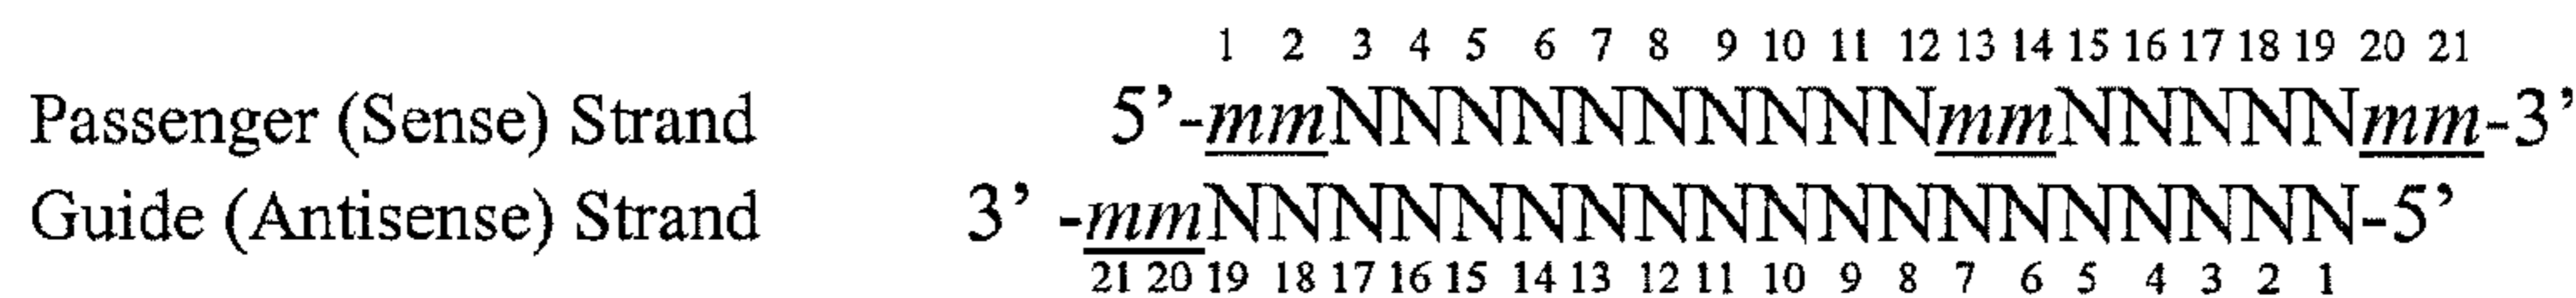 1 2 3 4 5 6 7 8 9 10 11 12 13 14 15 16 17 18 19 20 21
Passenger (Sense) Strand 5’-mmNNNNNNNNNNmmNNNNNmm-3’
Guide (Antisense) Strand 3’ -mmNNNNNNNNNNNNNNNNNNN-5’
21 20 19 18 17 16 15 14 13 12 11 10 9 8 7 6 5 4 3 2 1